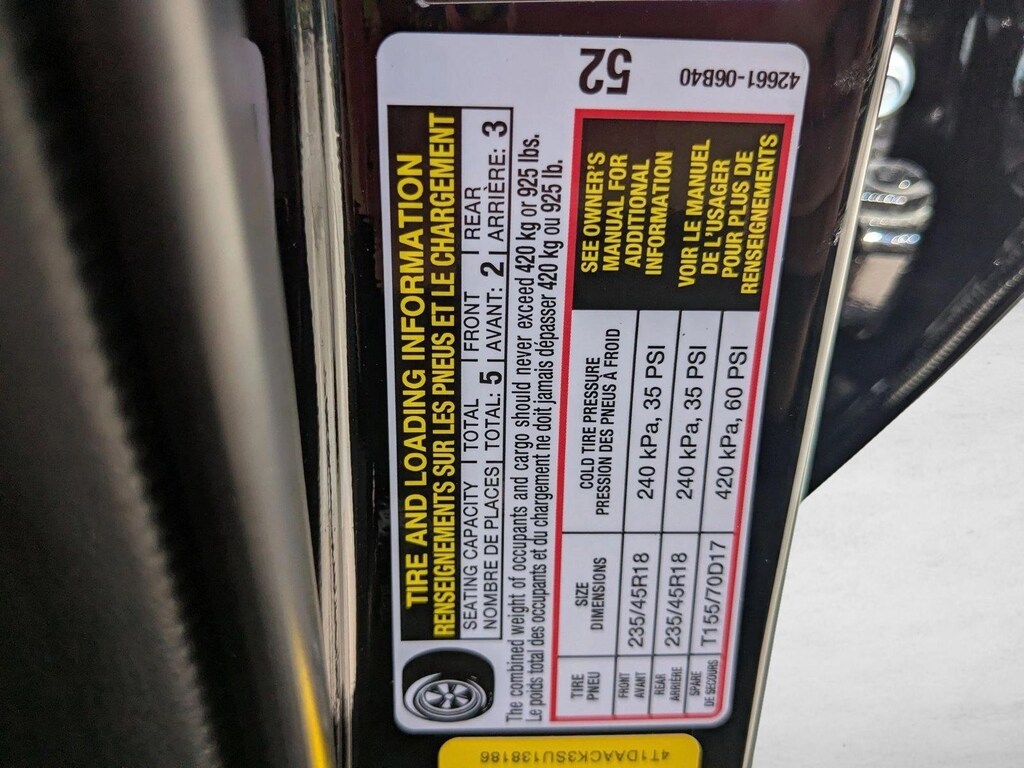 TIRE AND LOADING INFORMATION
RENSEIGNEMENTS SUR LES PNEUS ET LE CHARGEMENT
SEATING CAPACITY | TOTAL | FRONT | REAR
NOMBRE DE PLACES | TOTAL: 5 | AVANT: 2 | ARRIÈRE: 3
The combined weight of occupants and cargo should never exceed 420 kg or 925 lbs.
Le poids total des occupants et du chargement ne doit jamais dépasser 420 kg ou 925 lb.
TIRE SIZE COLD TIRE PRESSURE
PNEU DIMENSIONS PRESSION DES PNEUS A FROID
FRONT
AVANT 235/45R18 240 kPa, 35 PSI
REAR
ARRIÈRE 235/45R18 240 kPa, 35 PSI
SPARE
DE SECOURS T155/70D17 420 kPa, 60 PSI
SEE OWNER'S
MANUAL FOR
ADDITIONAL
INFORMATION
VOIR LE MANUEL
DE L'USAGER
POUR PLUS DE
RENSEIGNEMENTS
52
42661-06B40
4T1DAACK3SU138186